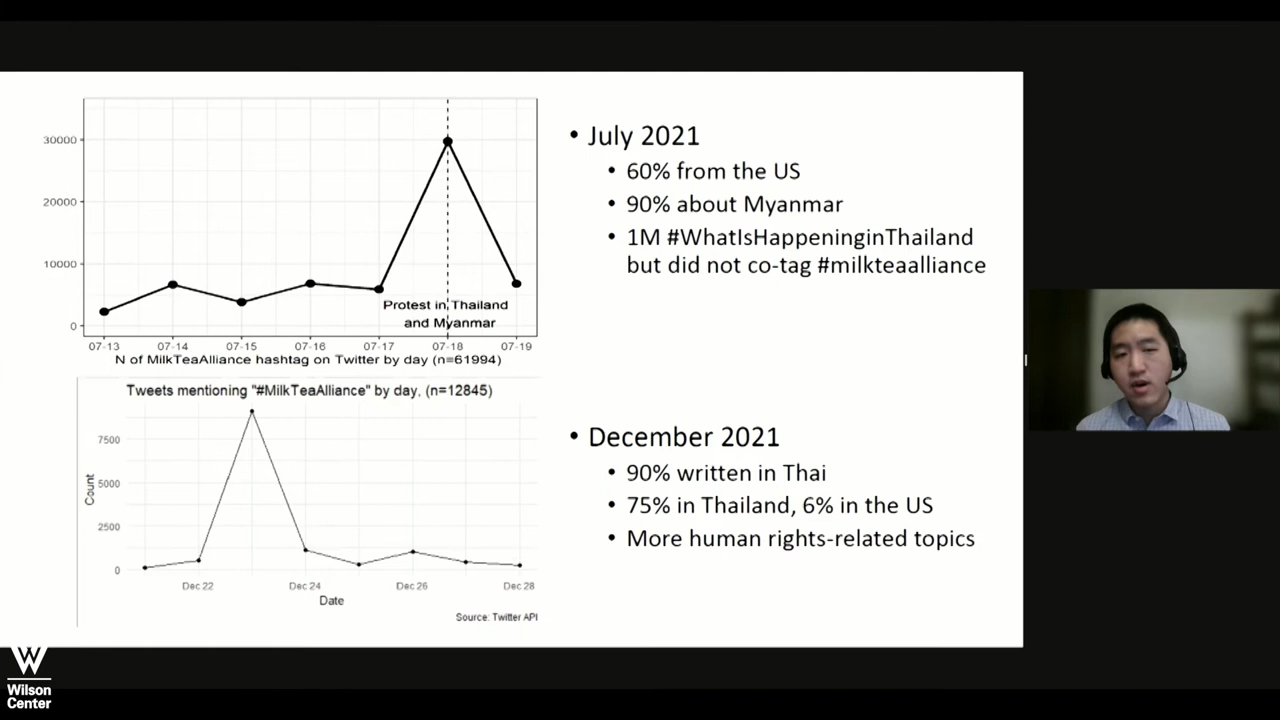 30000
20000
10000
0
Protest in Thailand
and Myanmar
07-13 07-14 07-15 07-16 07-17 07-18 07-19
N of MilkTeaAlliance hashtag on Twitter by day (n=61994)
Tweets mentioning "#MilkTeaAlliance" by day, (n=12845)
7500
5000
2500
0
Count
Dec 22 Dec 24 Dec 26 Dec 28
Date
Source: Twitter API
• July 2021
• 60% from the US
• 90% about Myanmar
• 1M #WhatIsHappeninginThailand
but did not co-tag #milkteaalliance
• December 2021
• 90% written in Thai
• 75% in Thailand, 6% in the US
• More human rights-related topics
W
Wilson
Center